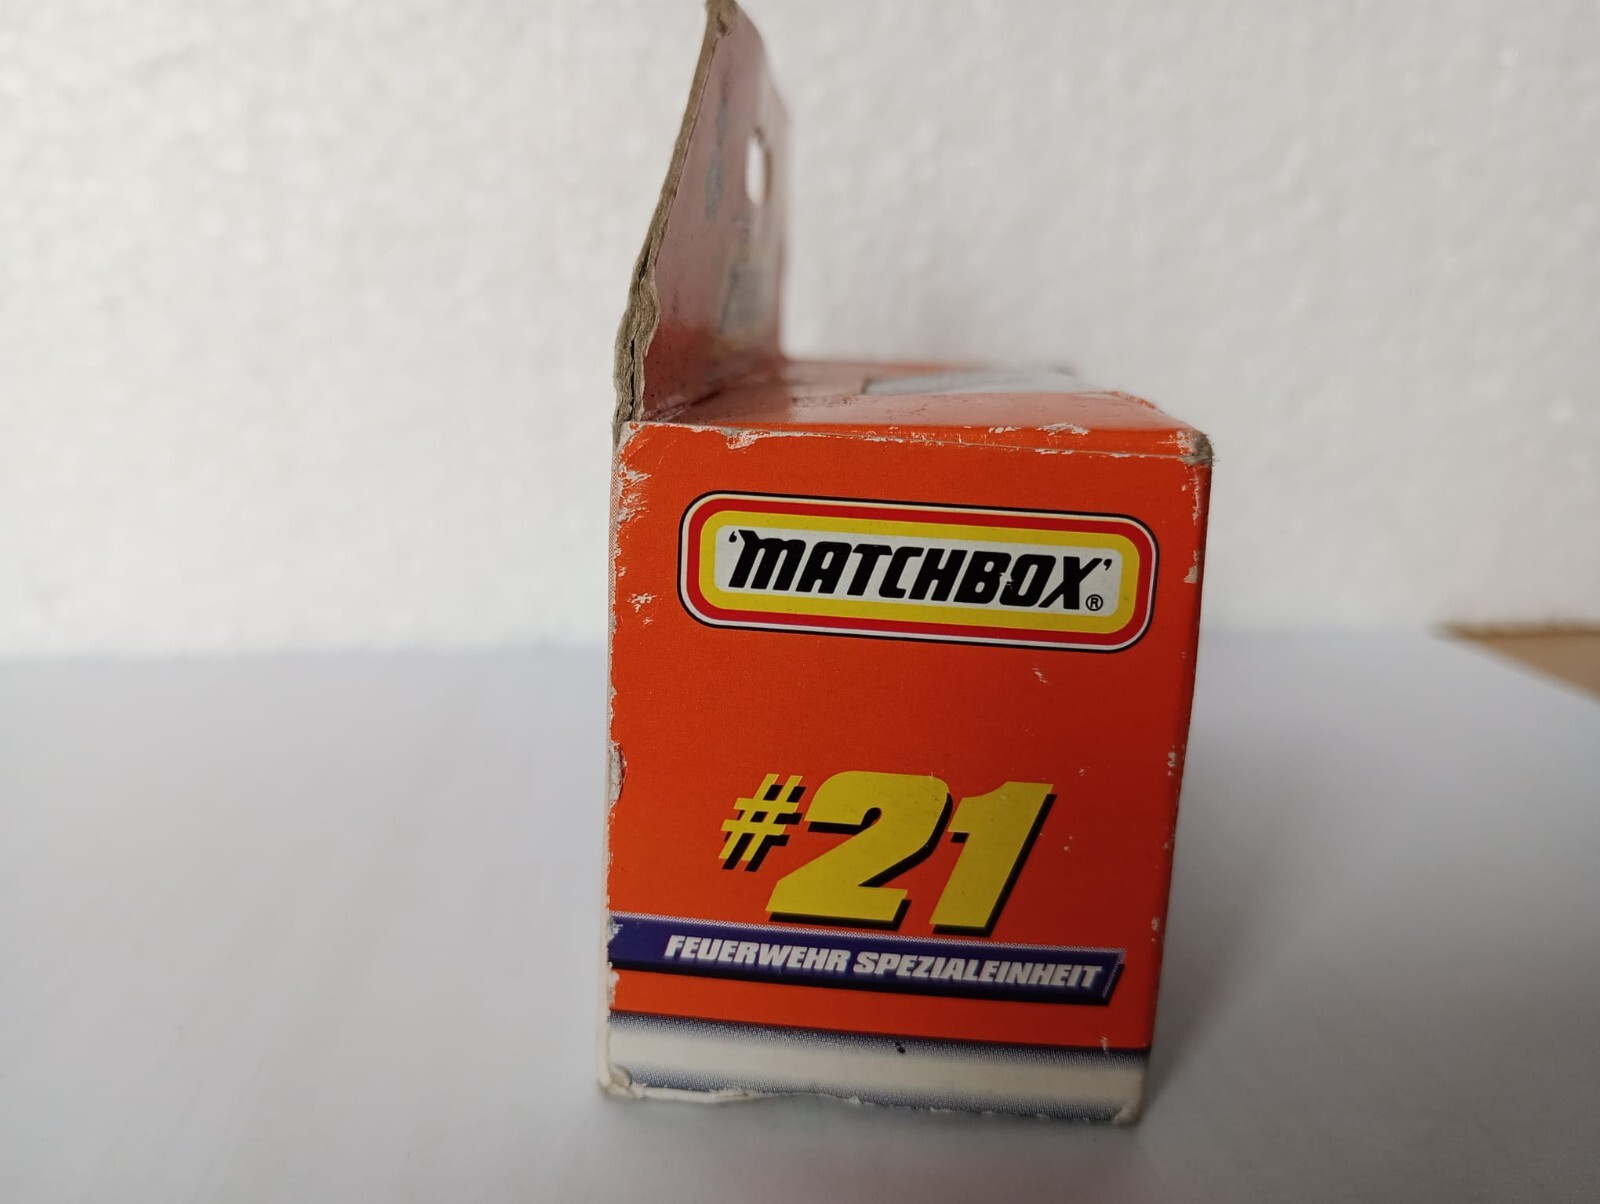 'MATCHBOX'®
#21
FEUERWEHR SPEZIALEINHEIT